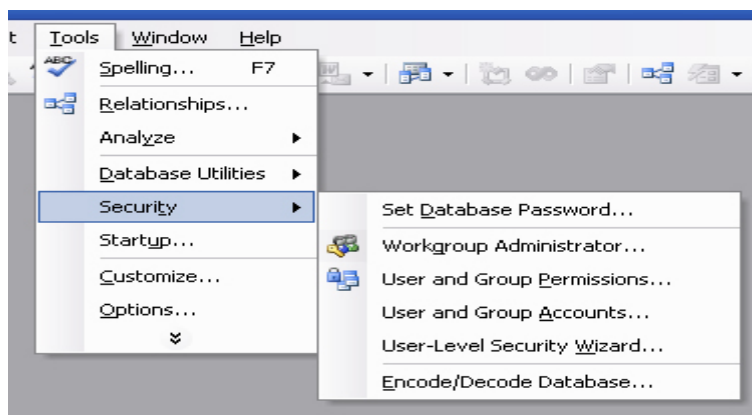 t Tools Window Help
ABC Spelling... F7
Relationships...
Analyze
Database Utilities
Security
Set Database Password...
Startup...
Workgroup Administrator...
Customize...
User and Group Permissions...
Options...
User and Group Accounts...
User-Level Security Wizard...
Encode/Decode Database...